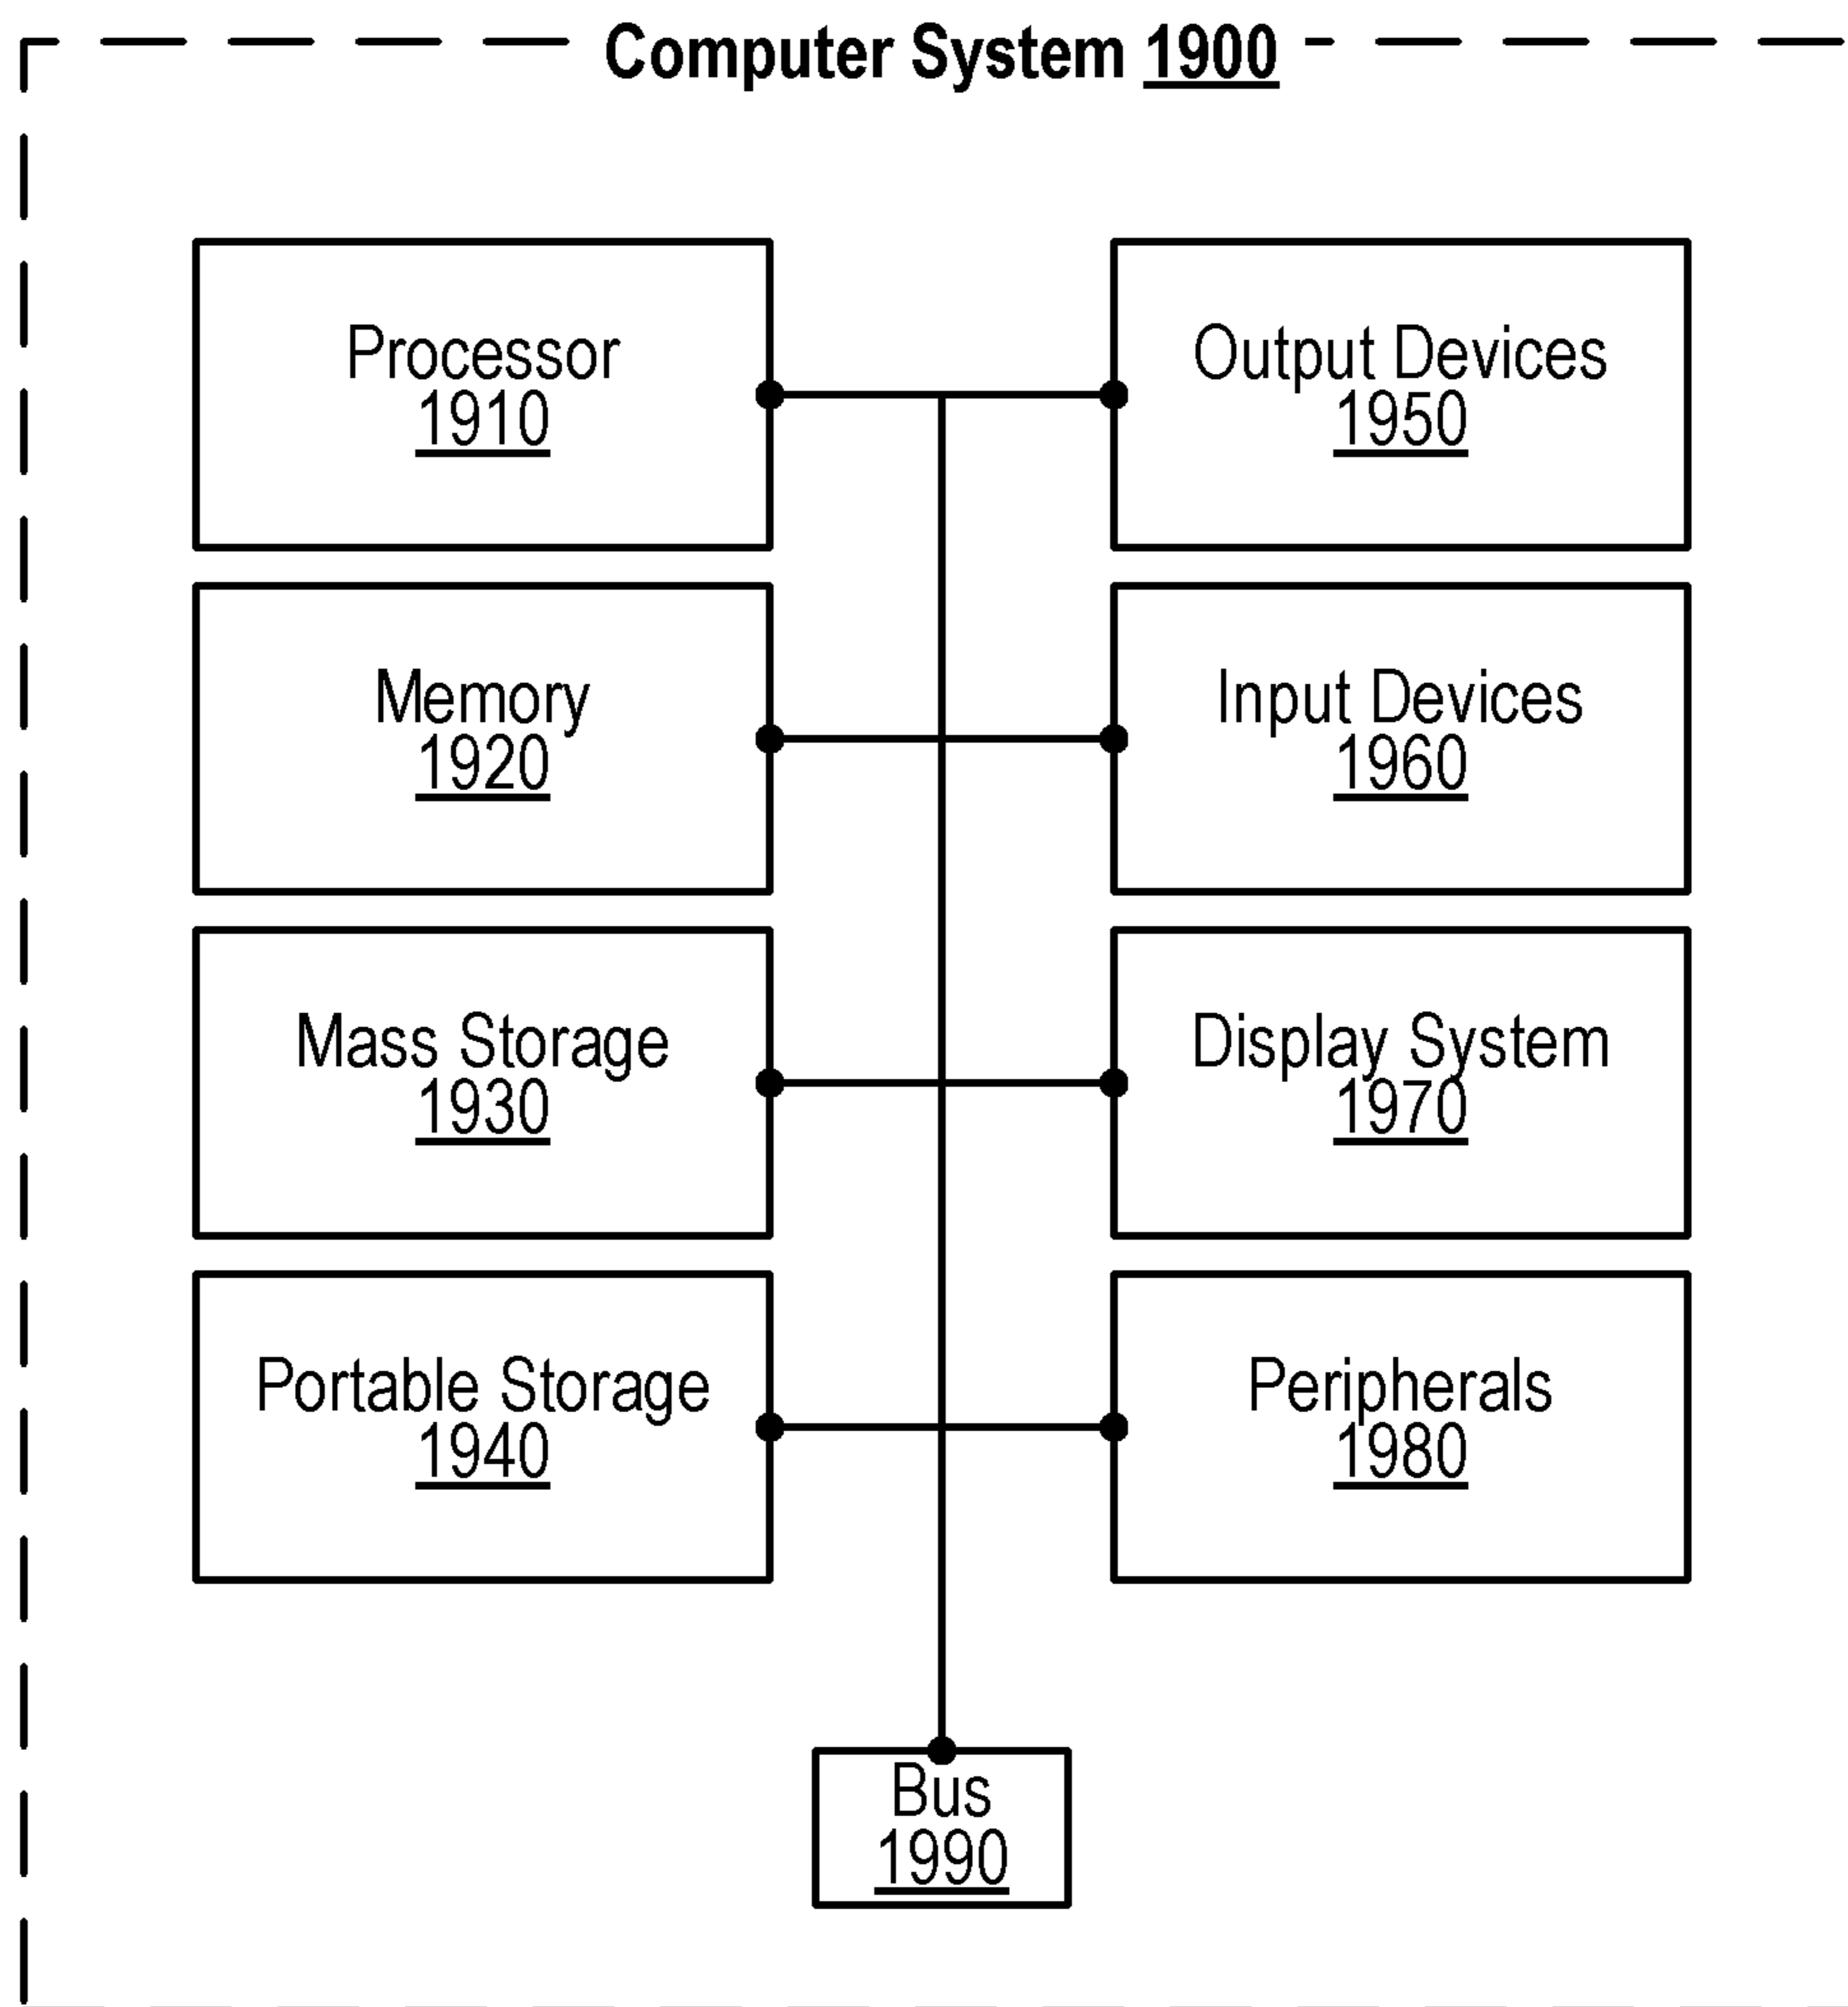 Computer System 1900
Processor
1910
Output Devices
1950
Memory
1920
Input Devices
1960
Mass Storage
1930
Display System
1970
Portable Storage
1940
Peripherals
1980
Bus
1990